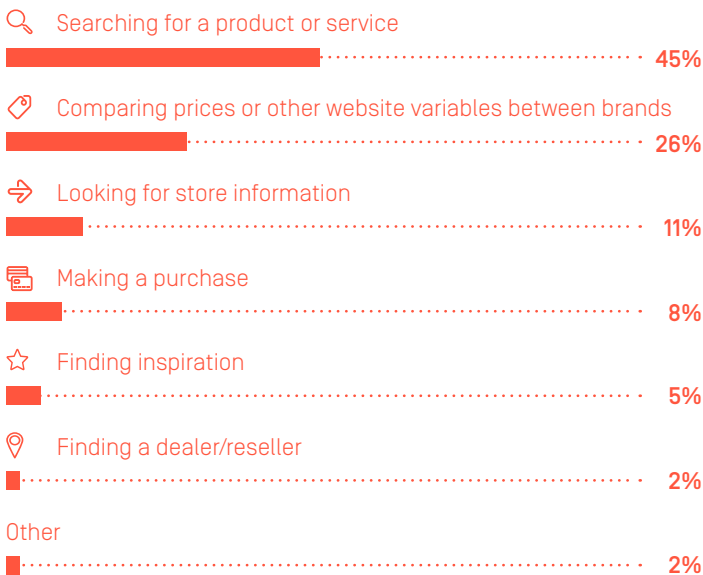 Searching for a product or service
45%
Comparing prices or other website variables between brands
26%
Looking for store information
11%
Making a purchase
8%
Finding inspiration
5%
Finding a dealer/reseller
2%
Other
2%